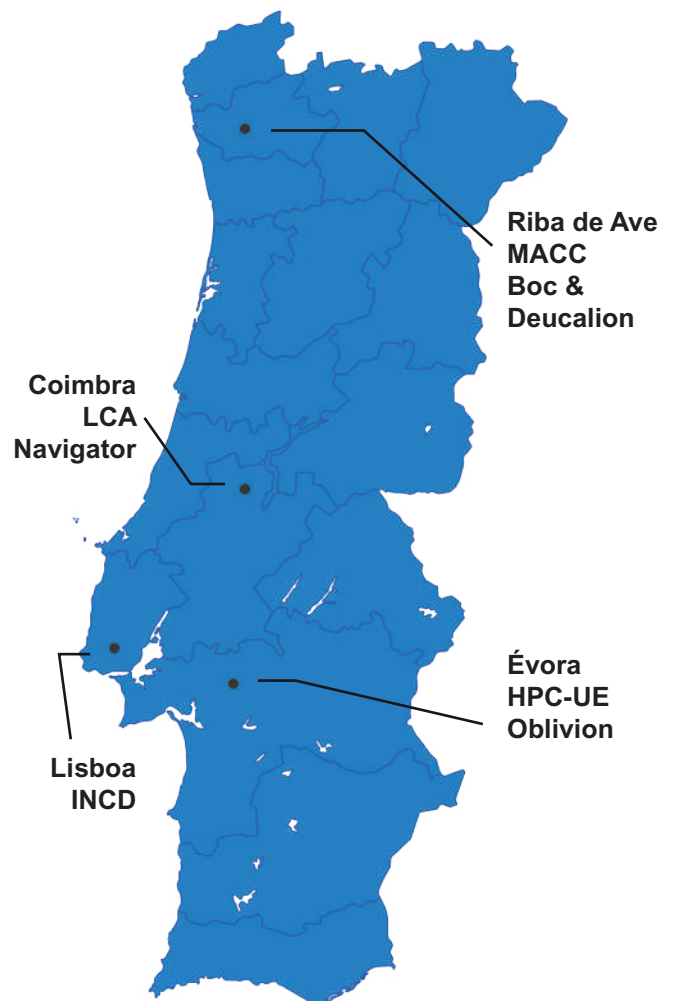 Riba de Ave
MACC
Boc &
Deucalion
Coimbra
LCA
Navigator
Évora
HPC-UE
Oblivion
Lisboa
INCD